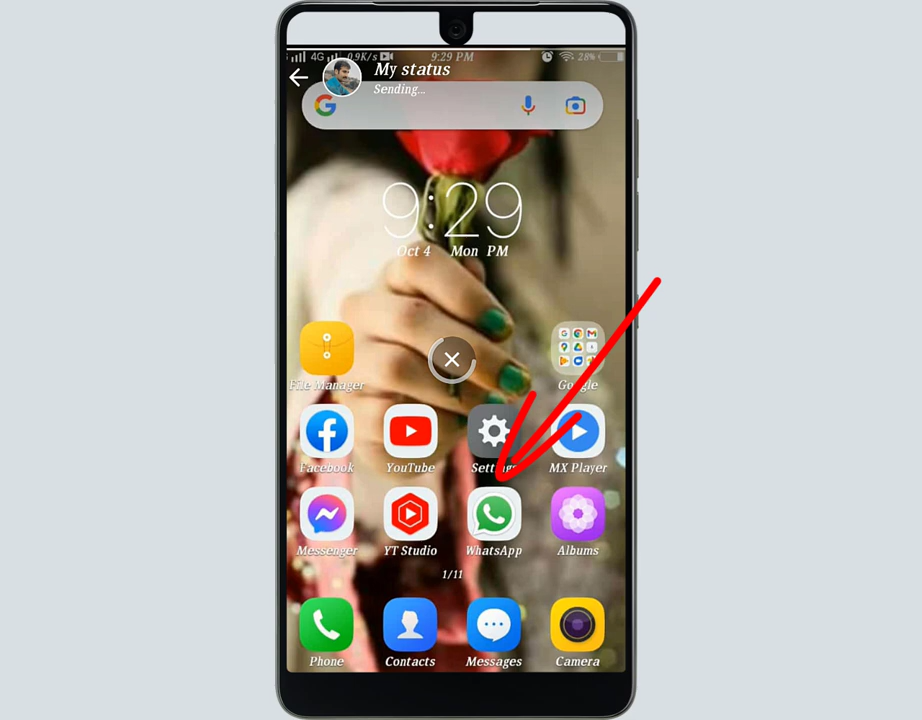 4G 0.9K/s 9:29 PM 28%
My status
Sending...
9:29
Oct 4 Mon PM
File Manager
Google
Facebook
YouTube
Settings
MX Player
Messenger
YT Studio
WhatsApp
Albums
1/11
Phone
Contacts
Messages
Camera